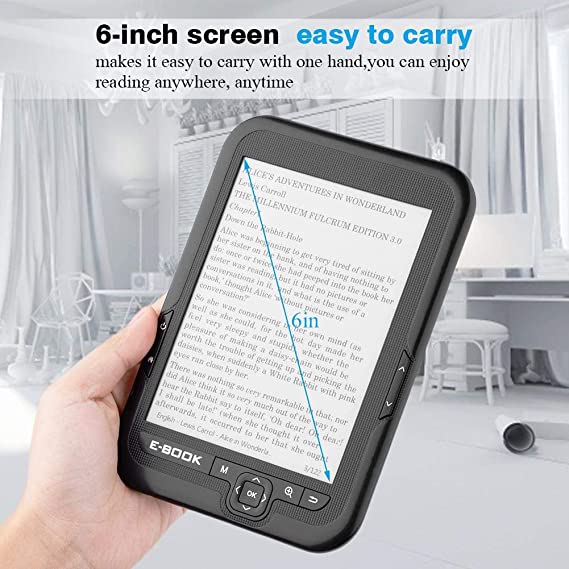 6-inch screen easy to carry
makes it easy to carry with one hand,you can enjoy
reading anywhere, anytime
ALICE'S ADVENTURES IN WONDERLAND
Lewis Carroll
THE MILLENNIUM FULCRUM EDITION 3.0
Chapter
Down the Rabbit-Hole
Alice was beginning to get very tired of sitting by
her sister on the bank, and of having nothing to
do: once or twice she had peeped into the book her
sister was reading, but it had no pictures or
conversations in it, and what is the use of a
book,' thought Alice 'without pictures or
conversation?'
So she was considering her own mind (as
well as she could, for the hot day made her
feel very sleepy and stupid), whether the
pleasure of making a daisy-chain would be
worth the trouble of getting up and picking the
daisies, when suddenly a White Rabbit with pink
eyes ran close by her.
There was nothing so very remarkable in that; nor
did Alice think it so very much out of the way to
hear the Rabbit say to itself, 'Oh dear! Oh dear!
I shall be late!' (when she thought it over
afterwards, it occurred to her that she ought
English - Lewis Carroll - Alice in Wonderla...
3/122
6in
E-BOOK
M
OK